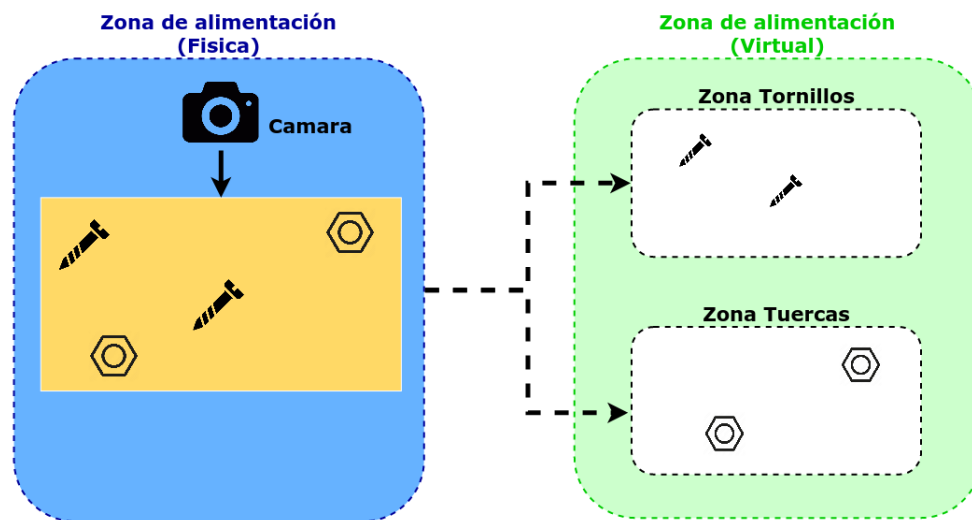 Zona de alimentación
(Fisica)
Camara
Zona de alimentación
(Virtual)
Zona Tornillos
Zona Tuercas